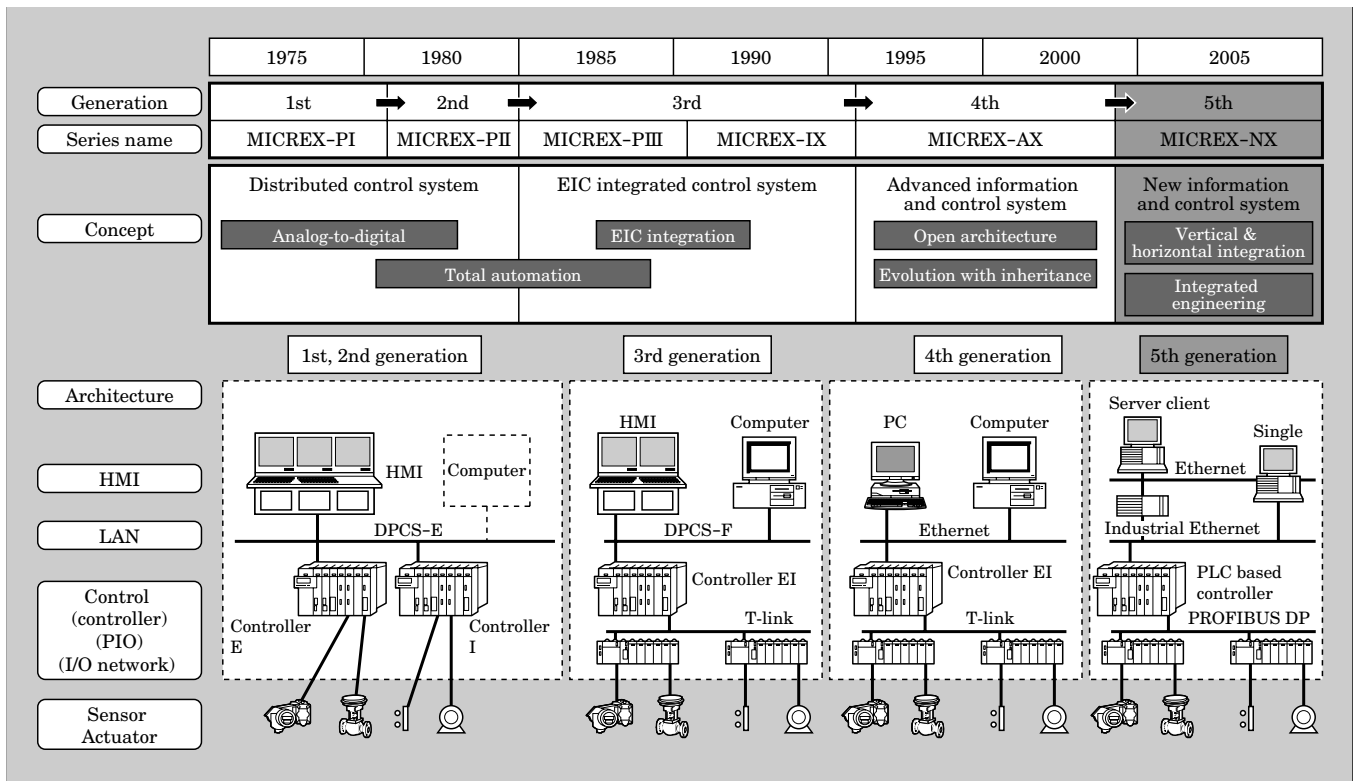 1975 1980 1985 1990 1995 2000 2005
Generation 1st 2nd 3rd 4th 5th
Series name MICREX-PI MICREX-PII MICREX-PIII MICREX-IX MICREX-AX MICREX-NX
Concept
Distributed control system
Analog-to-digital
Total automation
EIC integrated control system
EIC integration
Advanced information
and control system
Open architecture
Evolution with inheritance
New information
and control system
Vertical &
horizontal integration
Integrated
engineering
1st, 2nd generation 3rd generation 4th generation 5th generation
Architecture
HMI
LAN
Control
(controller)
(PIO)
(I/O network)
Sensor
Actuator
HMI
Computer
DPCS-E
Controller
E
Controller
I
HMI
Computer
DPCS-F
Controller EI
T-link
PC
Computer
Ethernet
Controller EI
T-link
Server client
Single
Ethernet
Industrial Ethernet
PLC based
controller
PROFIBUS DP